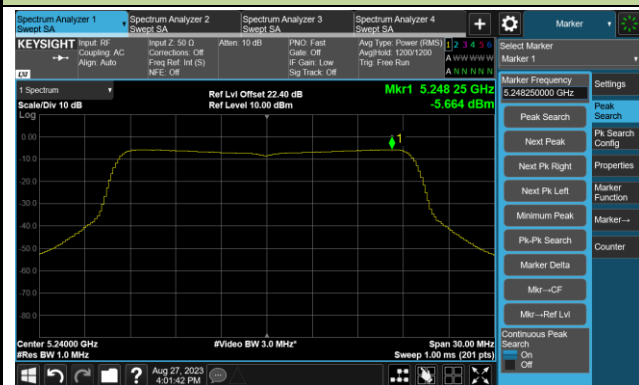 Spectrum Analyzer 1
Swept SA
Spectrum Analyzer 2
Swept SA
Spectrum Analyzer 3
Swept SA
Spectrum Analyzer 4
Swept SA
+
Marker
KEYSIGHT
Input: RF
Coupling: AC
Align: Auto
Input Z: 50 Ω
Corrections: Off
Freq Ref: Int (S)
NFE: Off
Atten: 10 dB
PNO: Fast
Gate: Off
IF Gain: Low
Sig Track: Off
Avg Type: Power (RMS)
Avg|Hold: 1200/1200
Trig: Free Run
1 2 3 4 5 6
A W W W W W
A N N N N N
LXI
Select Marker
Marker 1
1 Spectrum
Scale/Div 10 dB
Log
Ref Lvl Offset 22.40 dB
Ref Level 10.00 dBm
Mkr1 5.248 25 GHz
-5.664 dBm
1
0.00
-10.0
-20.0
-30.0
-40.0
-50.0
-60.0
-70.0
-80.0
Center 5.24000 GHz
#Res BW 1.0 MHz
#Video BW 3.0 MHz*
Span 30.00 MHz
Sweep 1.00 ms (201 pts)
Marker Frequency
5.248250000 GHz
Peak Search
Next Peak
Next Pk Right
Next Pk Left
Minimum Peak
Pk-Pk Search
Marker Delta
Mkr→CF
Mkr→Ref Lvl
Continuous Peak
Search
On
Off
Settings
Peak
Search
Pk Search
Config
Properties
Marker
Function
Marker→
Counter
?
Aug 27, 2023
4:01:42 PM